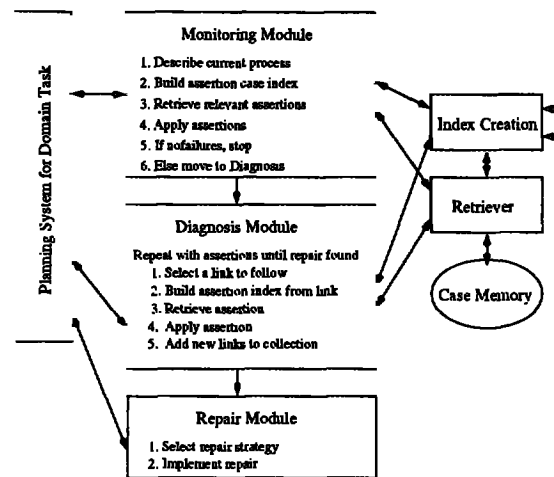 Planning System for Domain Task
Monitoring Module
1. Describe current process
2. Build assertion case index
3. Retrieve relevant assertions
4. Apply assertions
5. If nofailures, stop
6. Else move to Diagnosis
Diagnosis Module
Repeat with assertions until repair found
1. Select a link to follow
2. Build assertion index from link
3. Retrieve assertion
4. Apply assertion
5. Add new links to collection
Repair Module
1. Select repair strategy
2. Implement repair
Index Creation
Retriever
Case Memory